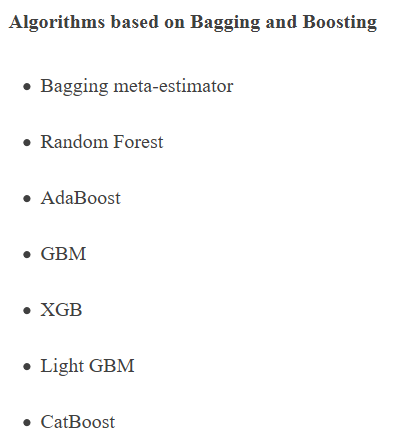 Algorithms based on Bagging and Boosting
• Bagging meta-estimator
• Random Forest
• AdaBoost
• GBM
• XGB
• Light GBM
• CatBoost